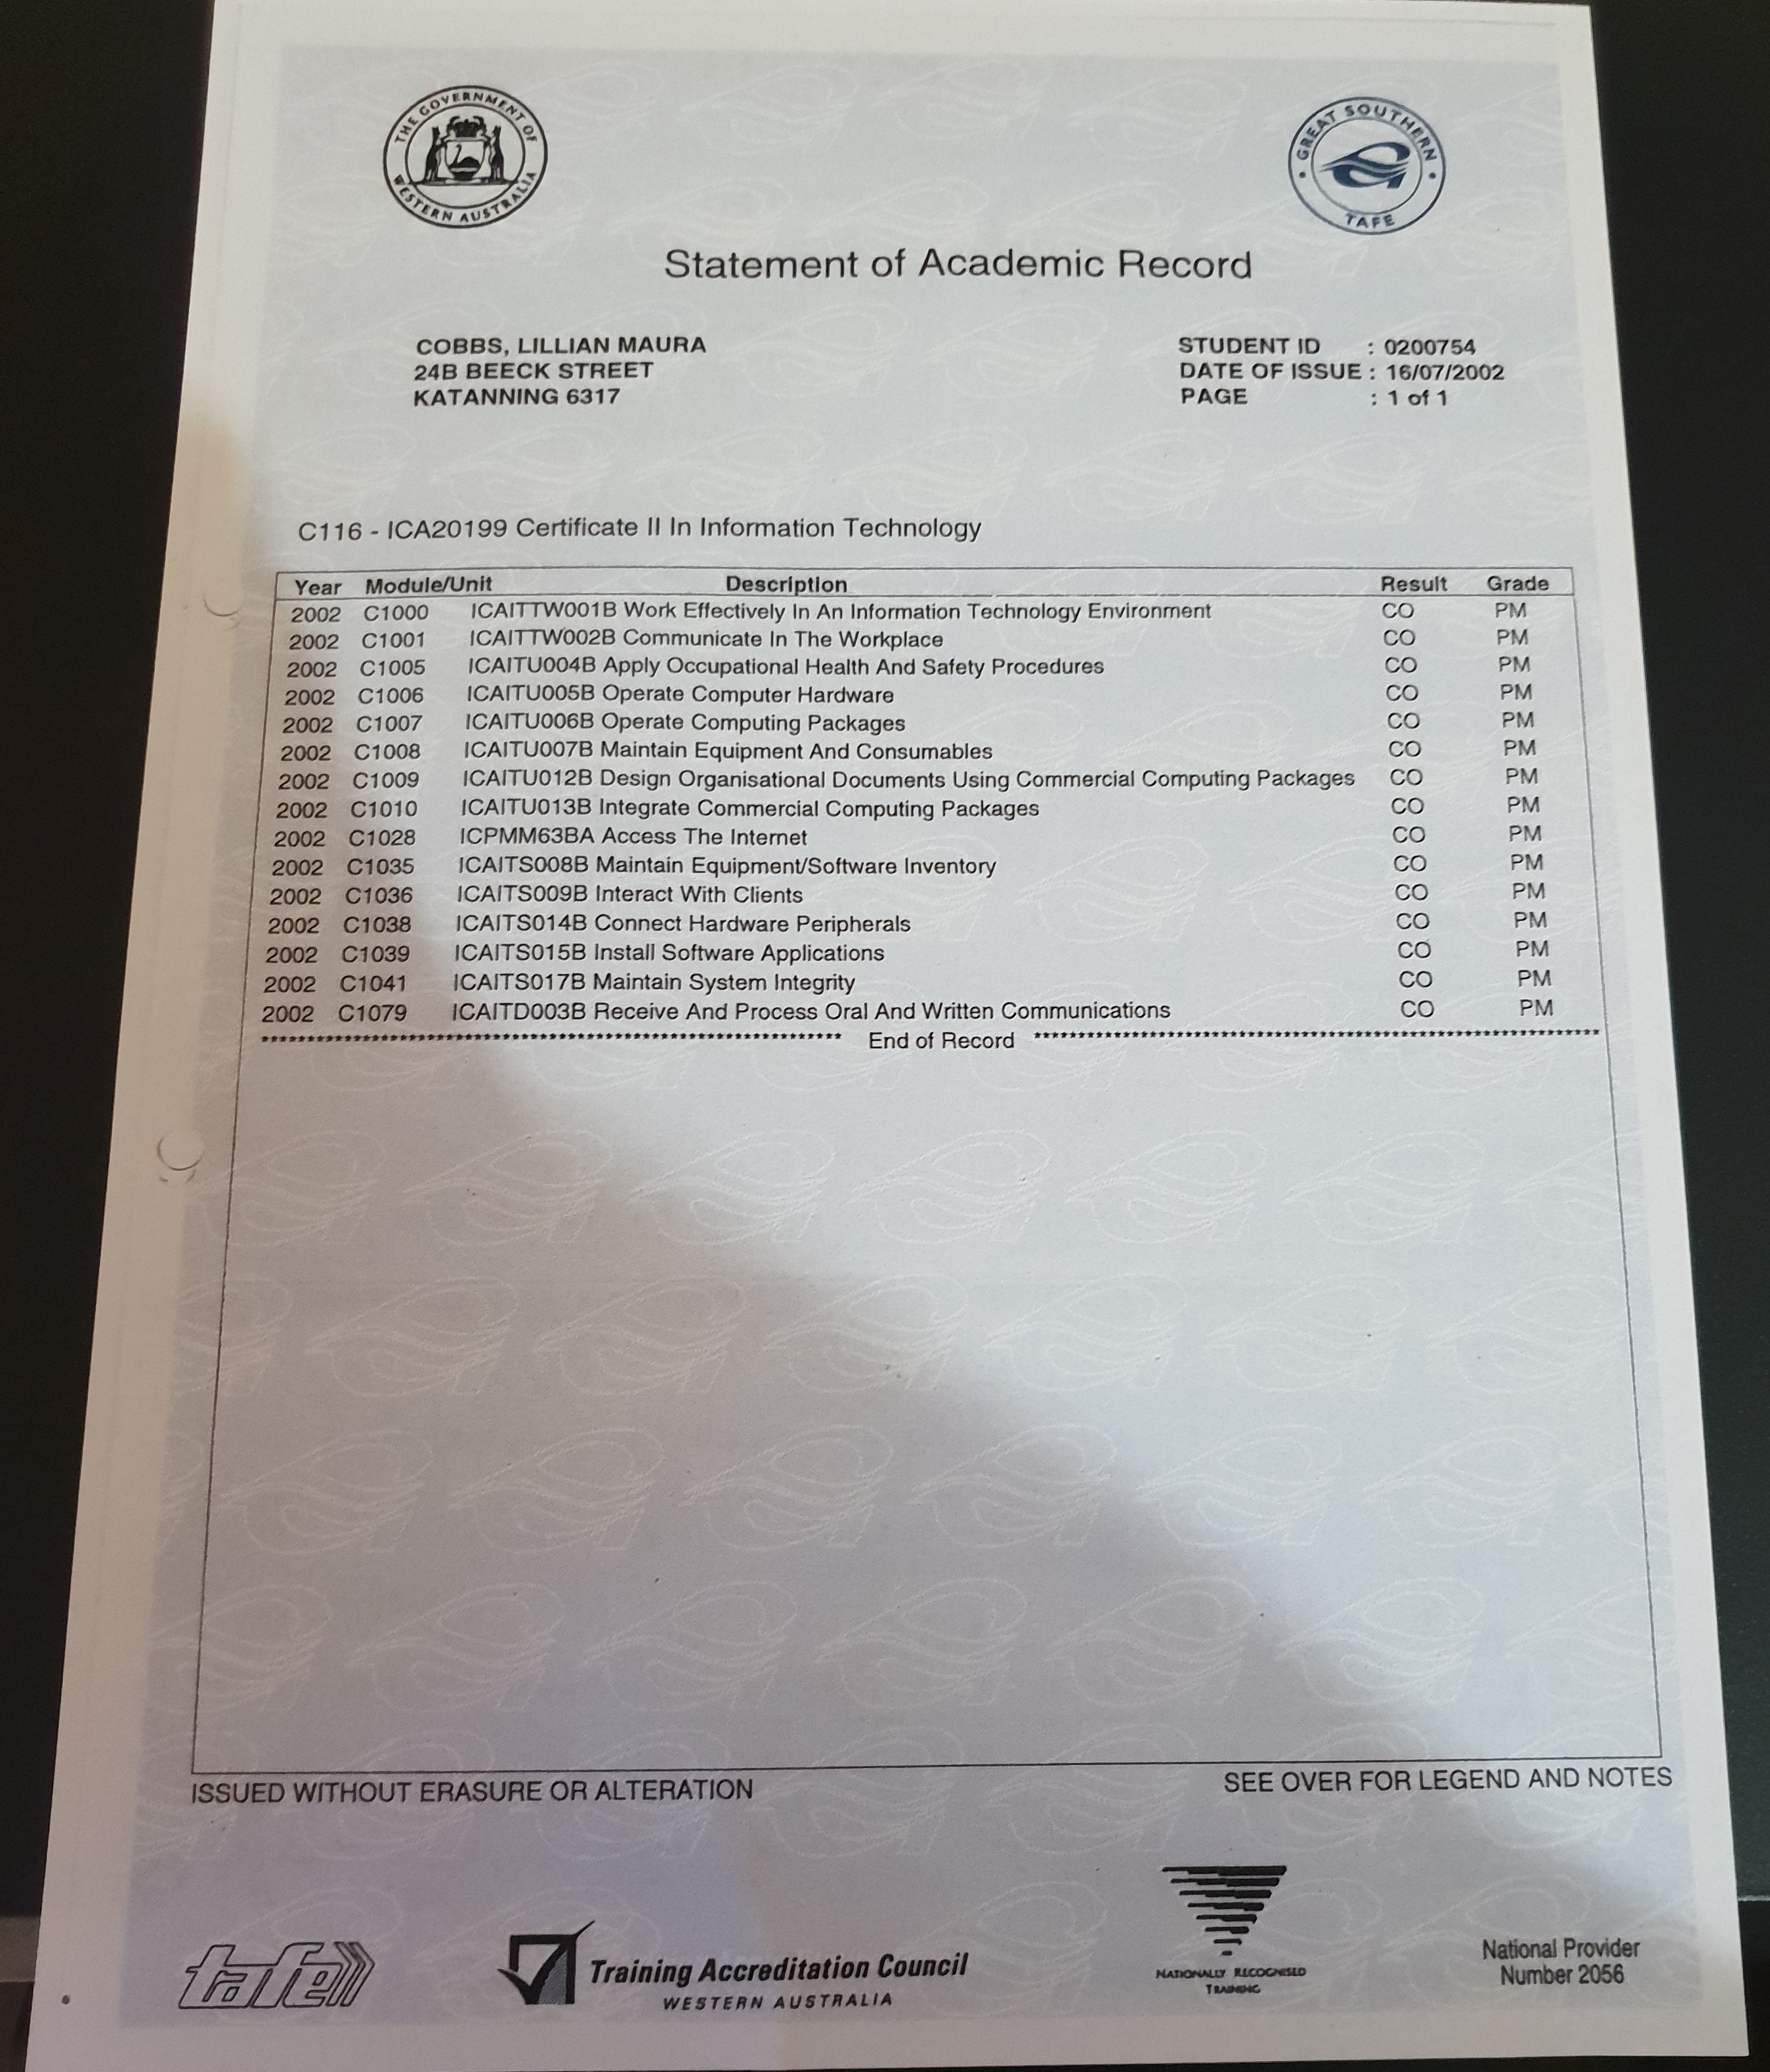 THE GOVERNMENT OF
WESTERN AUSTRALIA
GREAT SOUTHERN
TAFE
Statement of Academic Record
COBBS, LILLIAN MAURA
24B BEECK STREET
KATANNING 6317
STUDENT ID : 0200754
DATE OF ISSUE : 16/07/2002
PAGE : 1 of 1
C116 - ICA20199 Certificate II In Information Technology
Year Module/Unit Description Result Grade
2002 C1000 ICAITTW001B Work Effectively In An Information Technology Environment CO PM
2002 C1001 ICAITTW002B Communicate In The Workplace CO PM
2002 C1005 ICAITU004B Apply Occupational Health And Safety Procedures CO PM
2002 C1006 ICAITU005B Operate Computer Hardware CO PM
2002 C1007 ICAITU006B Operate Computing Packages CO PM
2002 C1008 ICAITU007B Maintain Equipment And Consumables CO PM
2002 C1009 ICAITU012B Design Organisational Documents Using Commercial Computing Packages CO PM
2002 C1010 ICAITU013B Integrate Commercial Computing Packages CO PM
2002 C1028 ICPMM63BA Access The Internet CO PM
2002 C1035 ICAITS008B Maintain Equipment/Software Inventory CO PM
2002 C1036 ICAITS009B Interact With Clients CO PM
2002 C1038 ICAITS014B Connect Hardware Peripherals CO PM
2002 C1039 ICAITS015B Install Software Applications CO PM
2002 C1041 ICAITS017B Maintain System Integrity CO PM
2002 C1079 ICAITD003B Receive And Process Oral And Written Communications CO PM
End of Record
ISSUED WITHOUT ERASURE OR ALTERATION
SEE OVER FOR LEGEND AND NOTES
tafe
Training Accreditation Council
WESTERN AUSTRALIA
NATIONALLY RECOGNISED
TRAINING
National Provider
Number 2056